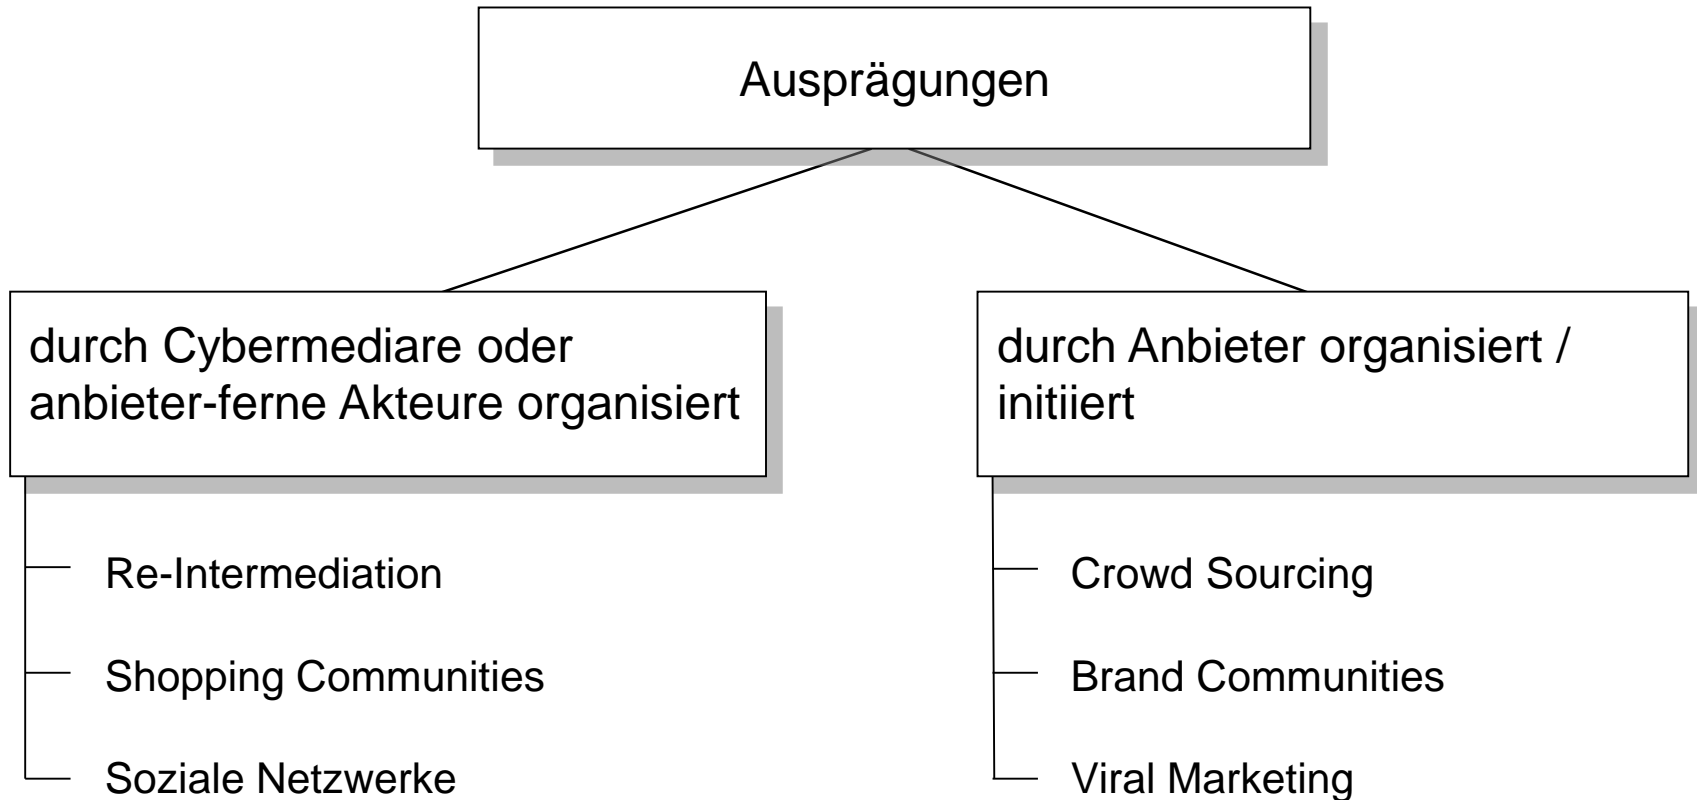 Ausprägungen
durch Cybermediare oder
anbieter-ferne Akteure organisiert
Re-Intermediation
Shopping Communities
Soziale Netzwerke
durch Anbieter organisiert /
initiiert
Crowd Sourcing
Brand Communities
Viral Marketing